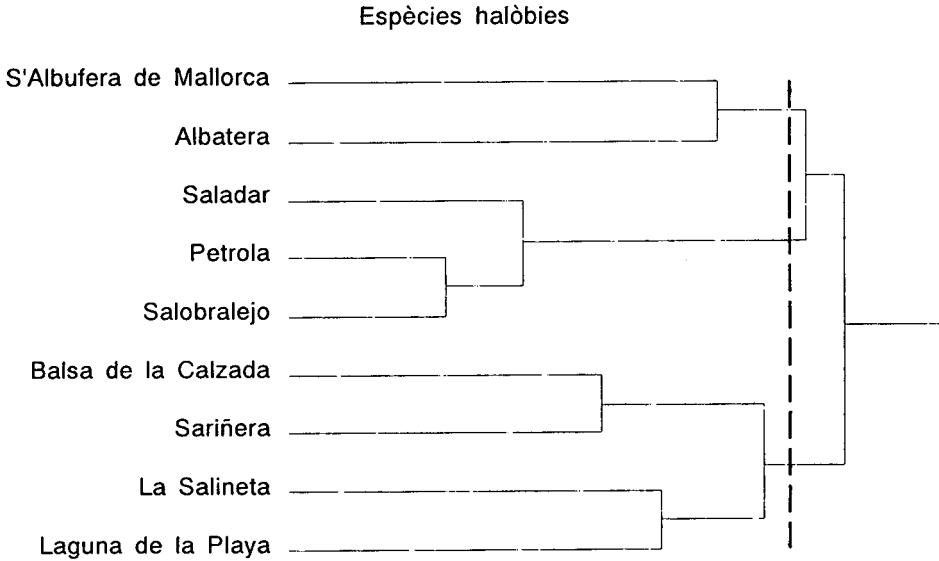 Espècies halòbies
S'Albufera de Mallorca
Albatera
Saladar
Petrola
Salobralejo
Balsa de la Calzada
Sariñera
La Salineta
Laguna de la Playa